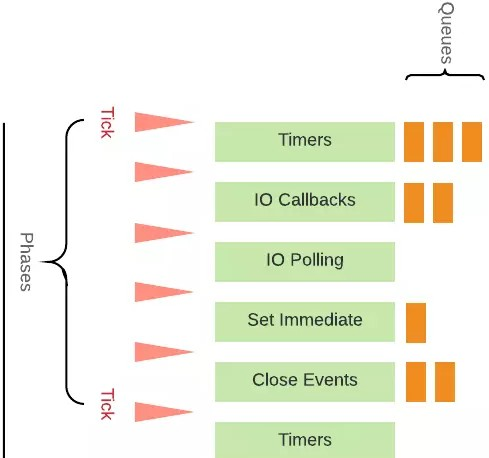 Queues
Tick
Timers
IO Callbacks
Phases
IO Polling
Set Immediate
Close Events
Tick
Timers